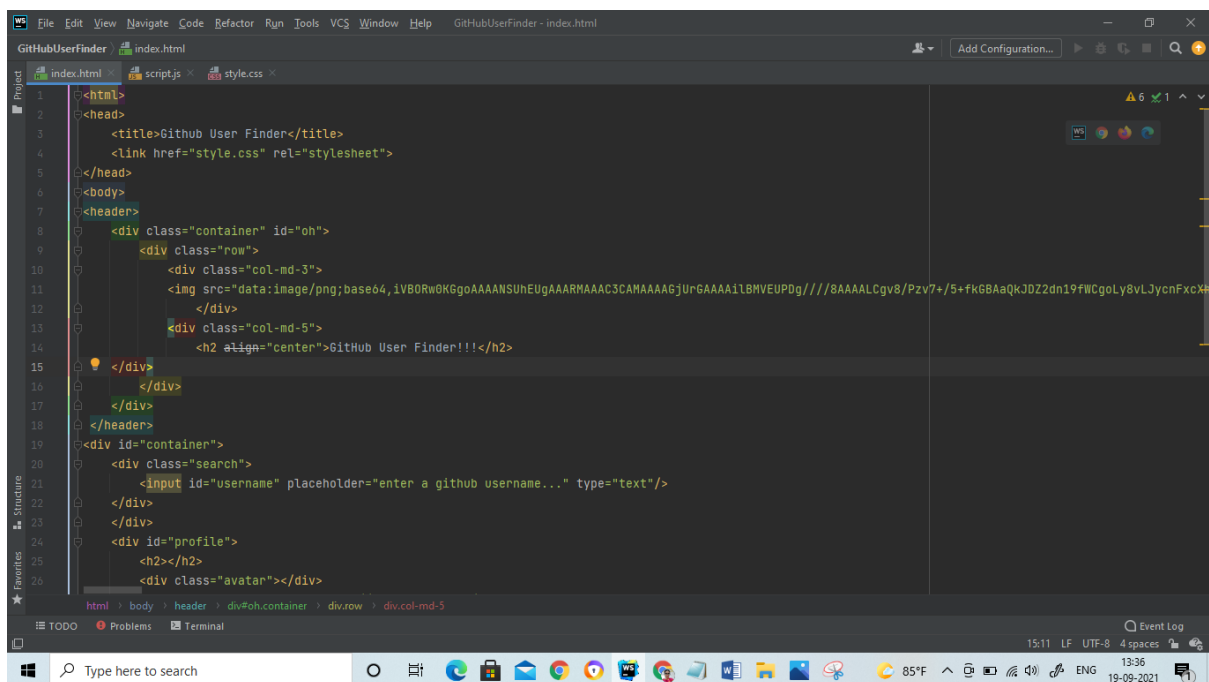 WS File Edit View Navigate Code Refactor Run Tools VCS Window Help GitHubUserFinder - index.html
GitHubUserFinder index.html Add Configuration...
index.html script.js style.css
Project
1 <html>
6 1
2 <head>
3 <title>Github User Finder</title>
WS
4 <link href="style.css" rel="stylesheet">
5 </head>
6 <body>
7 <header>
8 <div class="container" id="oh">
9 <div class="row">
10 <div class="col-md-3">
11 <img src="data:image/png;base64,iVBORw0KGgoAAAANSUhEUgAAARMAAAC3CAMAAAAGjUrGAAAAilBMVEUPDg////8AAAALCgv8/Pzv7+/5+fkGBAaQkJDZ2dn19fWCgoLy8vLJycnFxcX
12 </div>
13 <div class="col-md-5">
14 <h2 align="center">GitHub User Finder!!!</h2>
15 </div>
16 </div>
17 </div>
18 </header>
19 <div id="container">
20 <div class="search">
21 <input id="username" placeholder="enter a github username..." type="text"/>
22 </div>
23 </div>
24 <div id="profile">
25 <h2></h2>
26 <div class="avatar"></div>
Structure
Favorites
html body header div#oh.container div.row div.col-md-5
TODO Problems Terminal Event Log
15:11 LF UTF-8 4 spaces
Type here to search 85°F ENG 13:36
19-09-2021